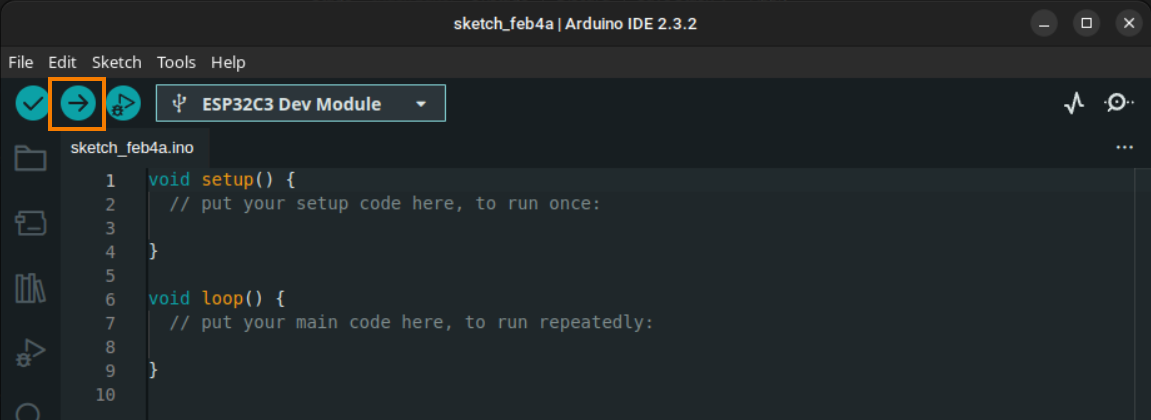 sketch_feb4a | Arduino IDE 2.3.2
File Edit Sketch Tools Help
ESP32C3 Dev Module
sketch_feb4a.ino
1 void setup() {
2 // put your setup code here, to run once:
3
4 }
5
6 void loop() {
7 // put your main code here, to run repeatedly:
8
9 }
10